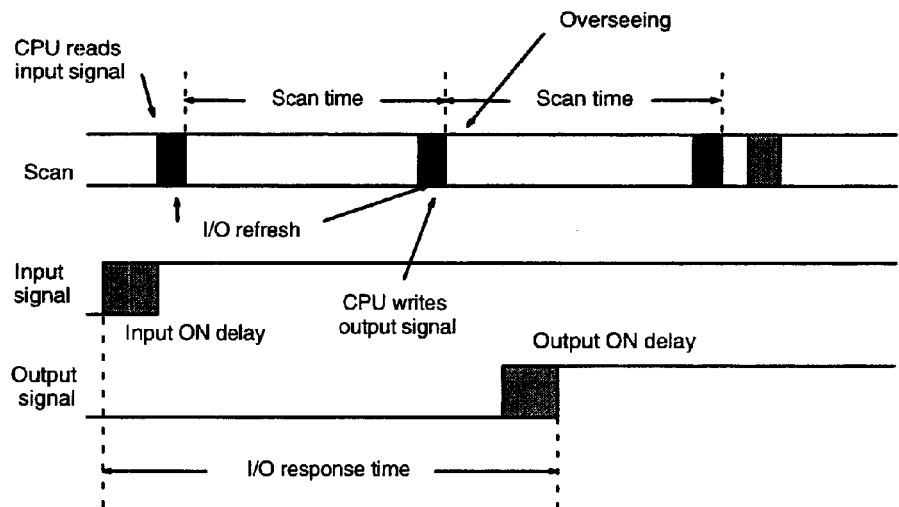 Overseeing
CPU reads
input signal
Scan time
Scan time
Scan
I/O refresh
Input
signal
CPU writes
output signal
Input ON delay
Output ON delay
Output
signal
I/O response time